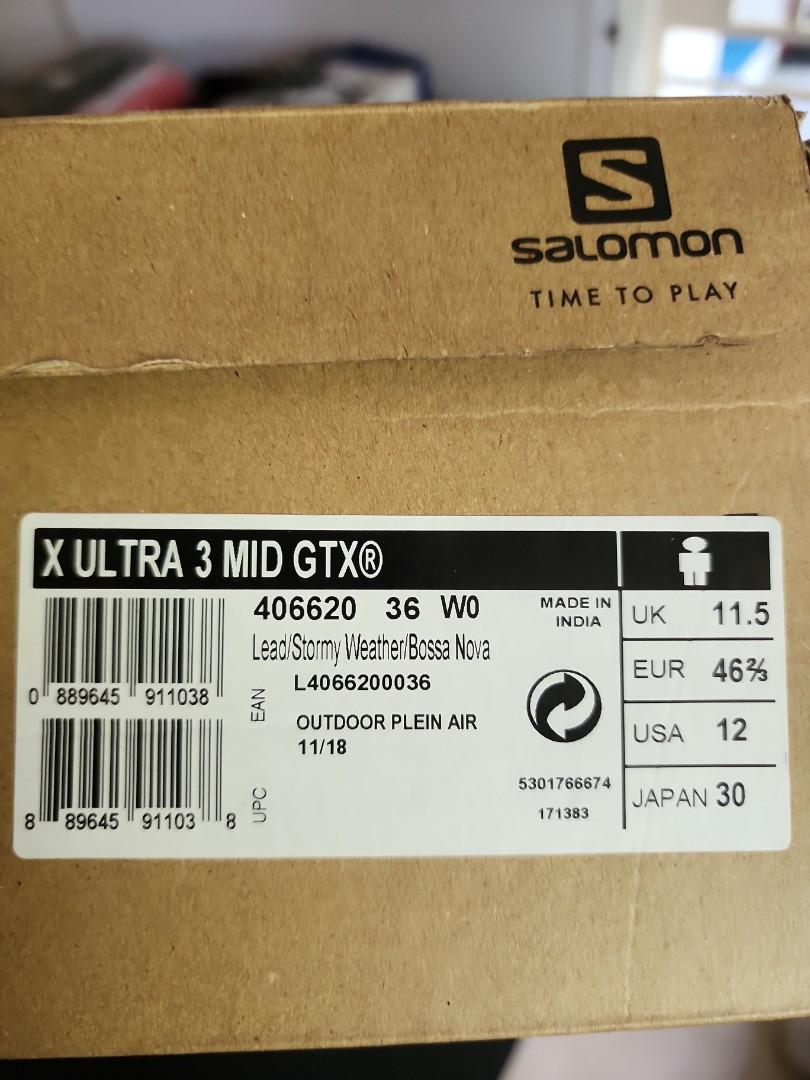 S
salomon
TIME TO PLAY
X ULTRA 3 MID GTX®
406620 36 W0
Lead/Stormy Weather/Bossa Nova
L4066200036
OUTDOOR PLEIN AIR
11/18
MADE IN
INDIA
5301766674
171383
0 889645 911038
EAN
8 89645 91103 8
UPC
UK 11.5
EUR 46⅔
USA 12
JAPAN 30